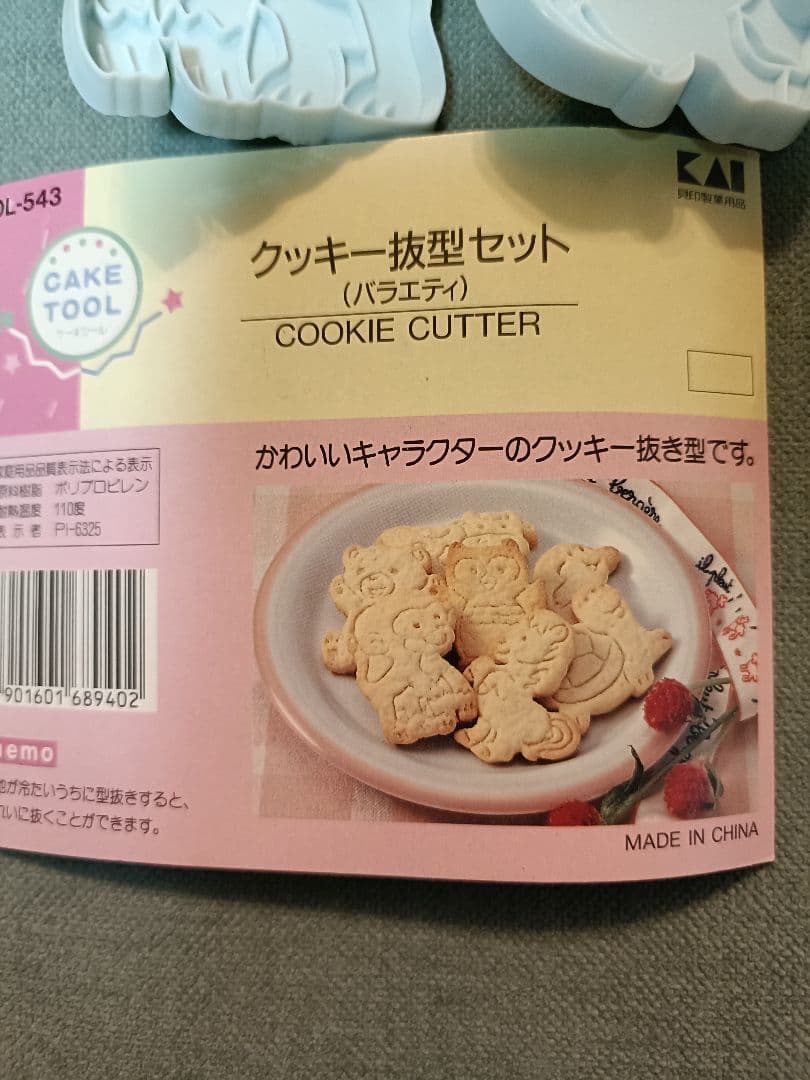 DL-543
KAI
貝印製菓用品
CAKE
TOOL
ケーキツール
クッキー抜型セット
(バラエティ)
COOKIE CUTTER
かわいいキャラクターのクッキー抜き型です。
家庭用品品質表示法による表示
原料樹脂 ポリプロピレン
耐熱温度 110度
表示者 PI-6325
901601 689402
emo
地が冷たいうちに型抜きすると、
れいに抜くことができます。
MADE IN CHINA